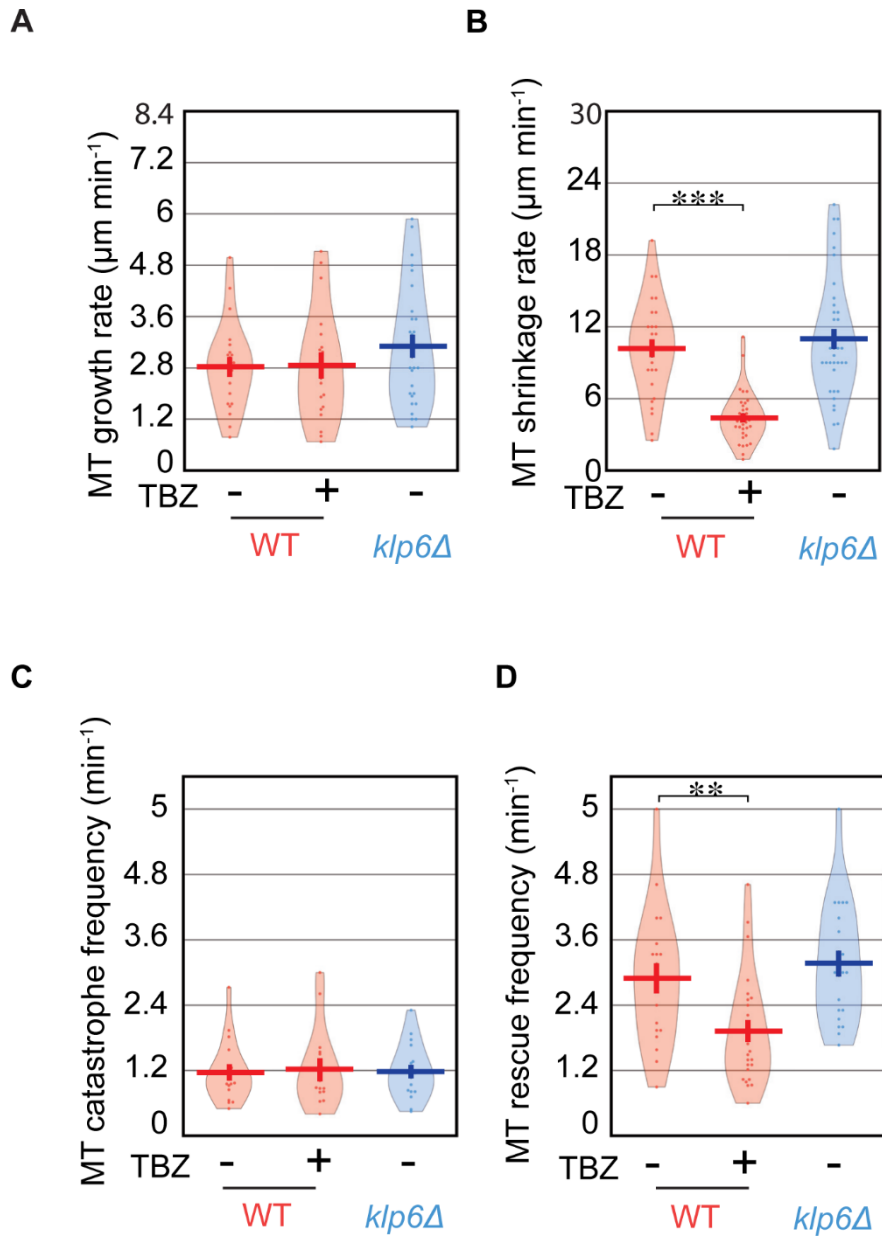 A
MT growth rate (µm min⁻¹)
8.4
7.2
6
4.8
3.6
2.8
1.2
0
TBZ - + -
WT klp6Δ
B
MT shrinkage rate (µm min⁻¹)
30
24
18
12
6
0
***
TBZ - + -
WT klp6Δ
C
MT catastrophe frequency (min⁻¹)
5
4.8
3.6
2.4
1.2
0
TBZ - + -
WT klp6Δ
D
MT rescue frequency (min⁻¹)
5
4.8
3.6
2.4
1.2
0
**
TBZ - + -
WT klp6Δ